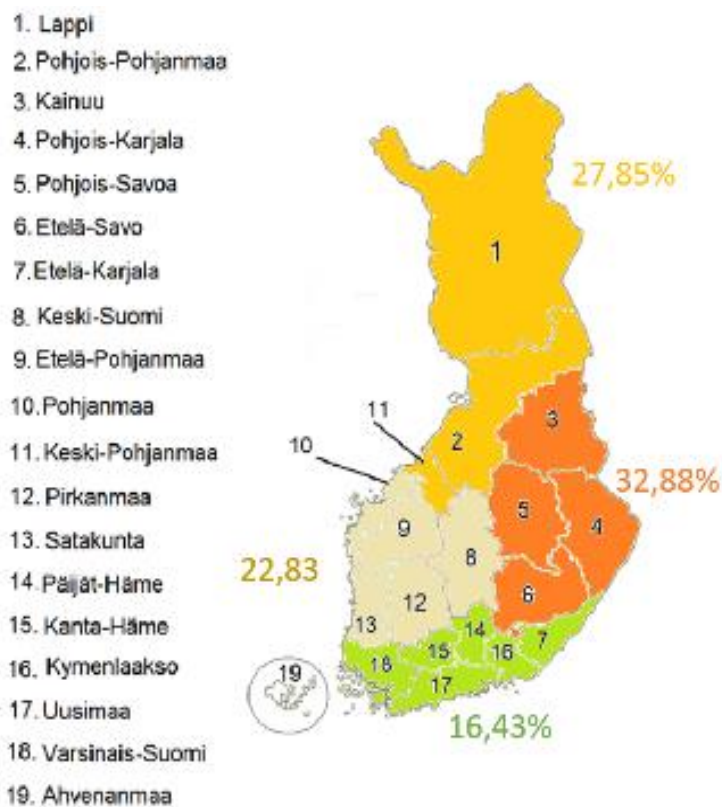 1. Lappi
2. Pohjois-Pohjanmaa
3. Kainuu
4. Pohjois-Karjala
5. Pohjois-Savoa
6. Etelä-Savo
7. Etelä-Karjala
8. Keski-Suomi
9. Etelä-Pohjanmaa
10. Pohjanmaa
11. Keski-Pohjanmaa
12. Pirkanmaa
13. Satakunta
14. Päijät-Häme
15. Kanta-Häme
16. Kymenlaakso
17. Uusimaa
18. Varsinais-Suomi
19. Ahvenanmaa
27,85%
1
11
3
2
10
32,88%
5
9
4
8
22,83
6
12
13
14
7
15
16
18
19
17
16,43%